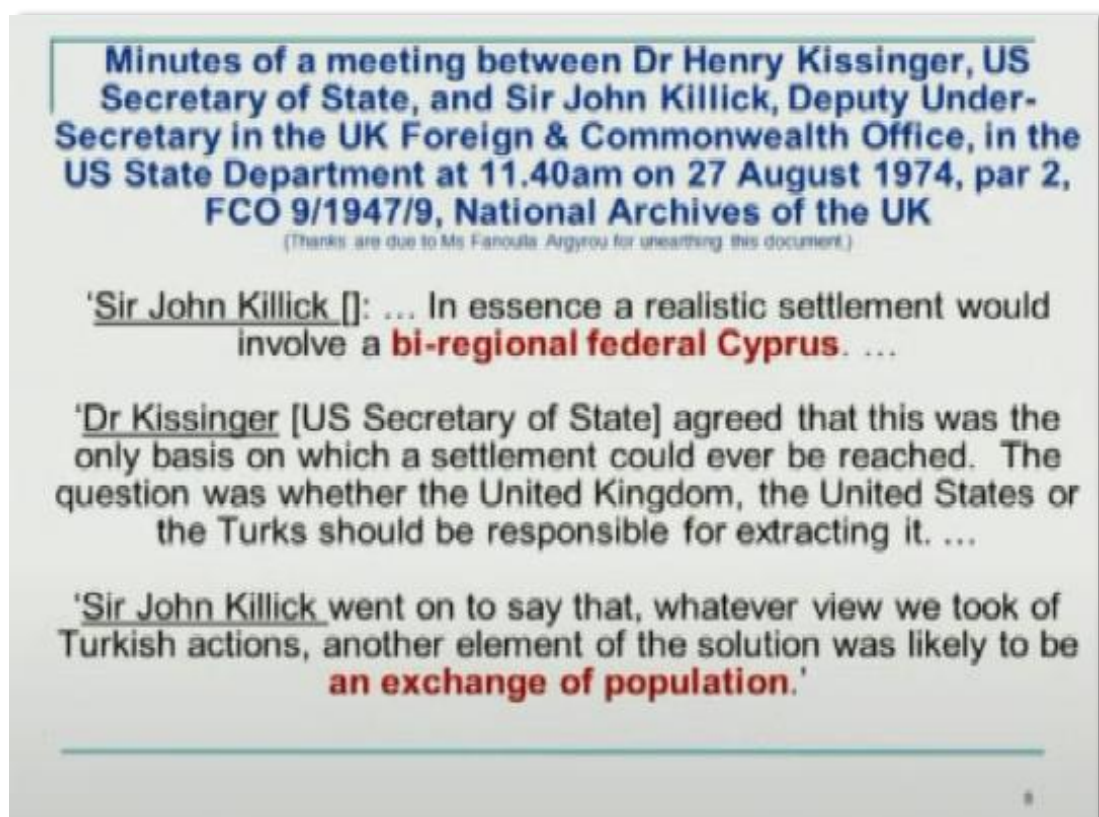 Minutes of a meeting between Dr Henry Kissinger, US
Secretary of State, and Sir John Killick, Deputy Under-
Secretary in the UK Foreign & Commonwealth Office, in the
US State Department at 11.40am on 27 August 1974, par 2,
FCO 9/1947/9, National Archives of the UK
(Thanks are due to Ms Fanoulla Argyrou for unearthing this document.)
‘Sir John Killick []: … In essence a realistic settlement would
involve a bi-regional federal Cyprus. …
‘Dr Kissinger [US Secretary of State] agreed that this was the
only basis on which a settlement could ever be reached. The
question was whether the United Kingdom, the United States or
the Turks should be responsible for extracting it. …
‘Sir John Killick went on to say that, whatever view we took of
Turkish actions, another element of the solution was likely to be
an exchange of population.’